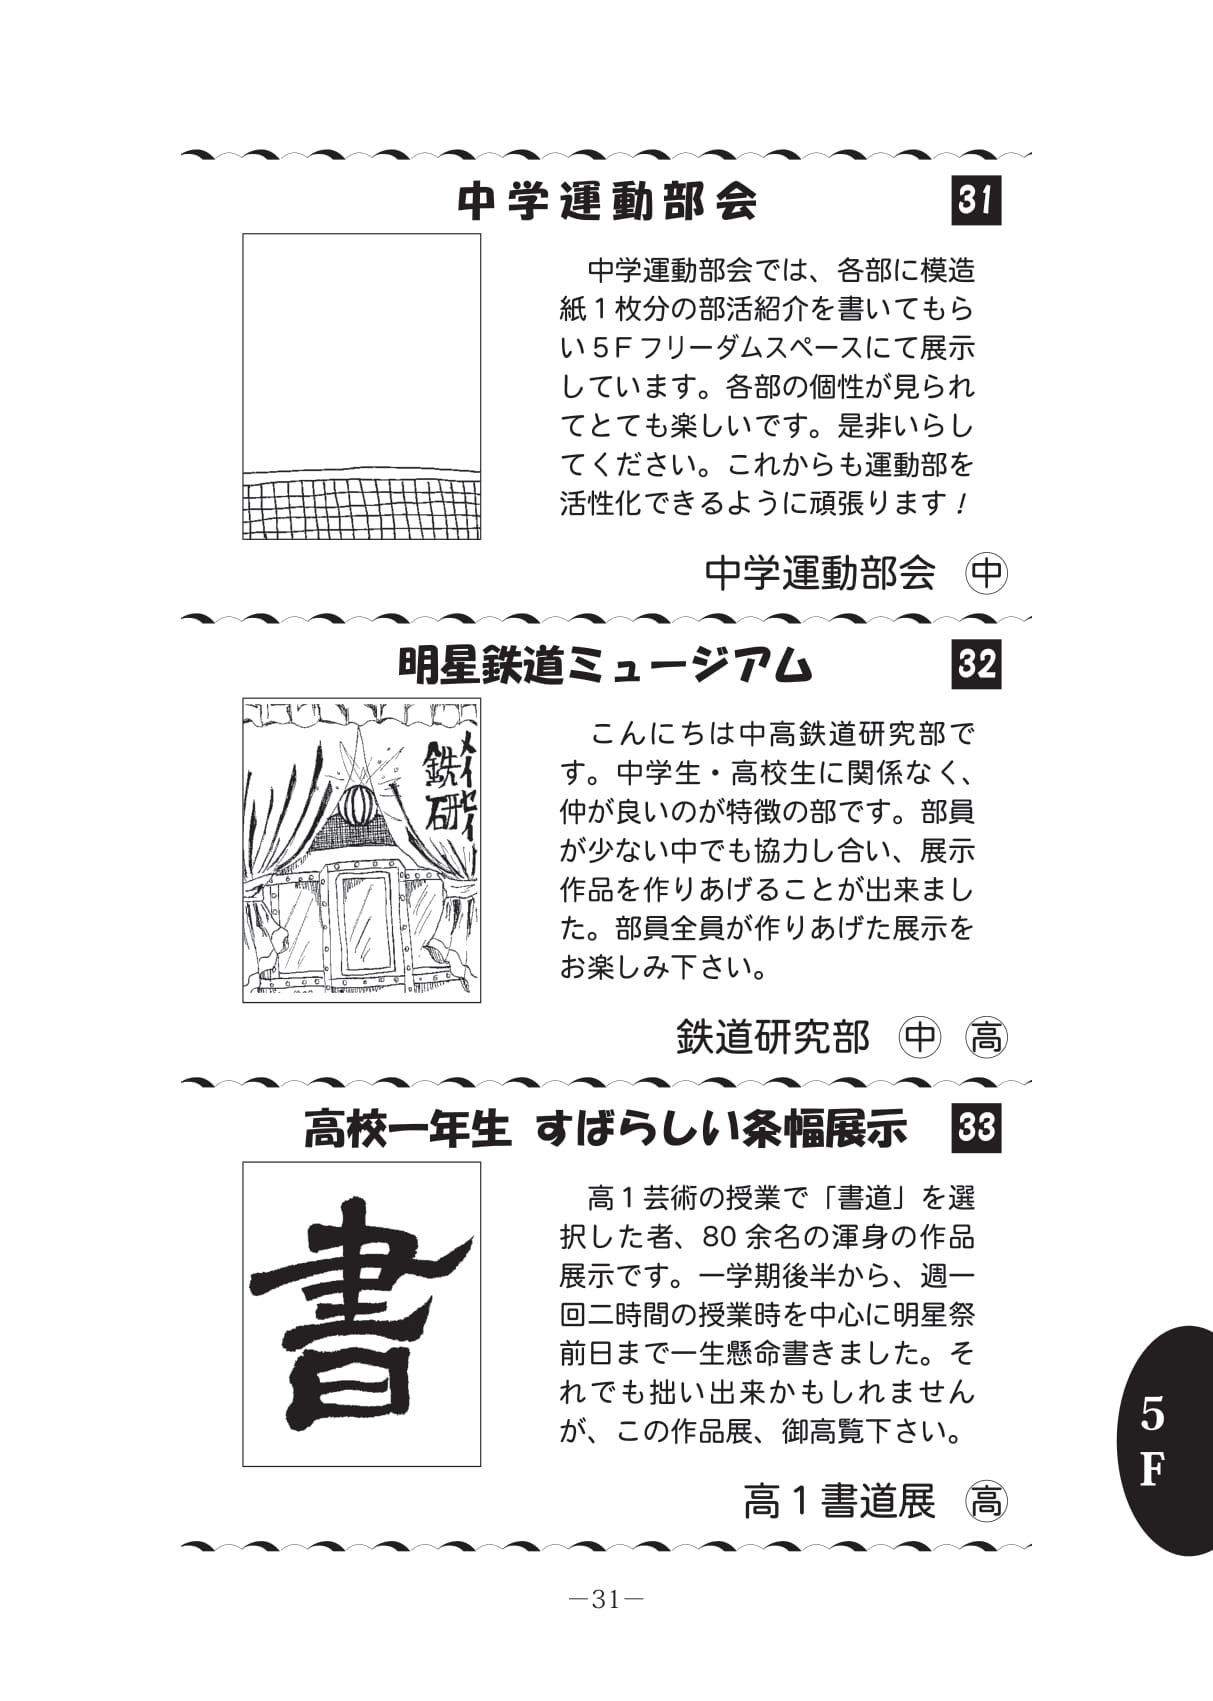 中学運動部会
31
中学運動部会では、各部に模造
紙1枚分の部活紹介を書いてもら
い5Fフリーダムスペースにて展示
しています。各部の個性が見られ
てとても楽しいです。是非いらし
てください。これからも運動部を
活性化できるように頑張ります!
中学運動部会 ㊥
明星鉄道ミュージアム
32
メイセイ
鉄研
こんにちは中高鉄道研究部で
す。中学生・高校生に関係なく、
仲が良いのが特徴の部です。部員
が少ない中でも協力し合い、展示
作品を作りあげることが出来まし
た。部員全員が作りあげた展示を
お楽しみ下さい。
鉄道研究部 ㊥ 高
高校一年生 すばらしい条幅展示
33
書
高1芸術の授業で「書道」を選
択した者、80余名の渾身の作品
展示です。一学期後半から、週一
回二時間の授業時を中心に明星祭
前日まで一生懸命書きました。そ
れでも拙い出来かもしれません
が、この作品展、御高覧下さい。
高1書道展 高
5
F
—31—